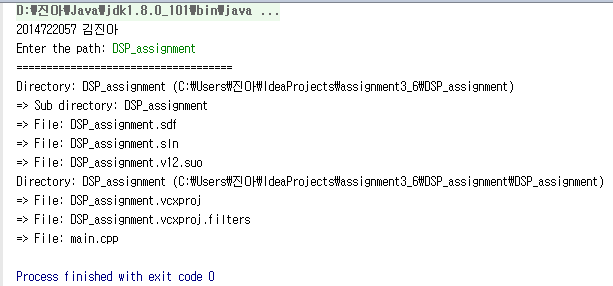 D:₩진아₩Java₩jdk1.8.0_101₩bin₩java ...
2014722057 김진아
Enter the path: DSP_assignment
====================================
Directory: DSP_assignment (C:₩Users₩진아₩IdeaProjects₩assignment3_6₩DSP_assignment)
=> Sub directory: DSP_assignment
=> File: DSP_assignment.sdf
=> File: DSP_assignment.sln
=> File: DSP_assignment.v12.suo
Directory: DSP_assignment (C:₩Users₩진아₩IdeaProjects₩assignment3_6₩DSP_assignment₩DSP_assignment)
=> File: DSP_assignment.vcxproj
=> File: DSP_assignment.vcxproj.filters
=> File: main.cpp
Process finished with exit code 0